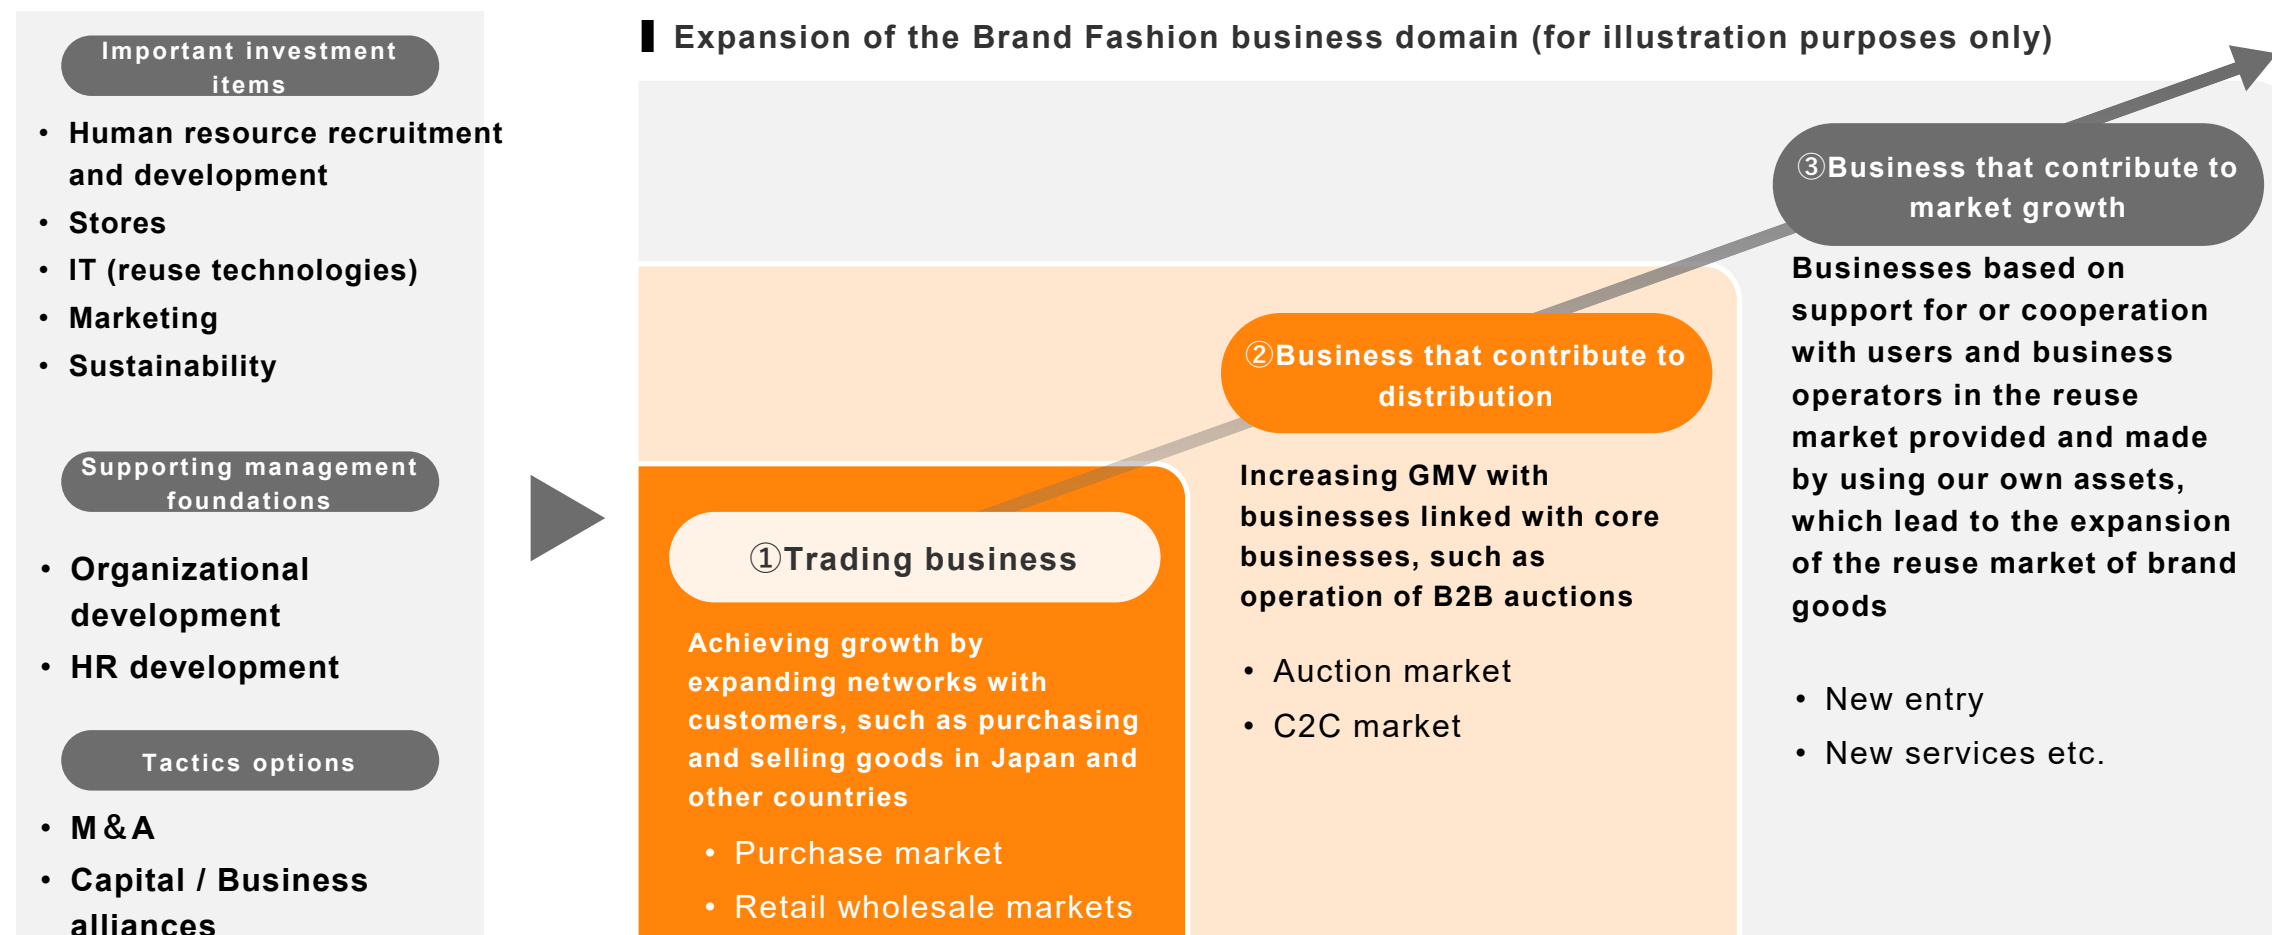 Important investment
items
• Human resource recruitment
and development
• Stores
• IT (reuse technologies)
• Marketing
• Sustainability
Supporting management
foundations
• Organizational
development
• HR development
Tactics options
• M＆A
• Capital / Business
alliances
Expansion of the Brand Fashion business domain (for illustration purposes only)
①Trading business
Achieving growth by
expanding networks with
customers, such as purchasing
and selling goods in Japan and
other countries
• Purchase market
• Retail wholesale markets
②Business that contribute to
distribution
Increasing GMV with
businesses linked with core
businesses, such as
operation of B2B auctions
• Auction market
• C2C market
③Business that contribute to
market growth
Businesses based on
support for or cooperation
with users and business
operators in the reuse
market provided and made
by using our own assets,
which lead to the expansion
of the reuse market of brand
goods
• New entry
• New services etc.